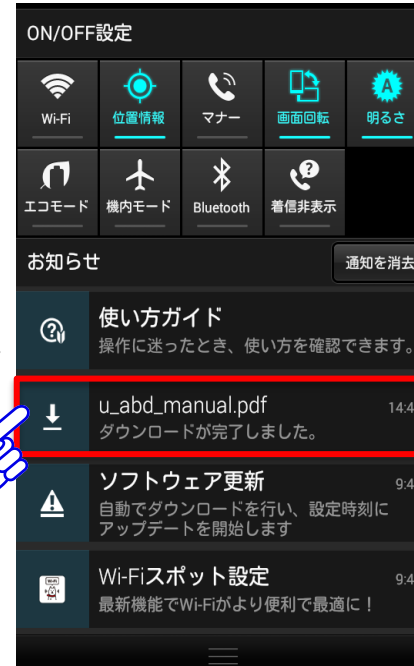 ON/OFF設定
Wi-Fi
位置情報
マナー
画面回転
明るさ
エコモード
機内モード
Bluetooth
着信非表示
お知らせ
通知を消去
使い方ガイド
操作に迷ったとき、使い方を確認できます。
u_abd_manual.pdf
14:4
ダウンロードが完了しました。
ソフトウェア更新
9:4
自動でダウンロードを行い、設定時刻に
アップデートを開始します
Wi-Fiスポット設定
9:4
最新機能でWi-Fiがより便利で最適に！